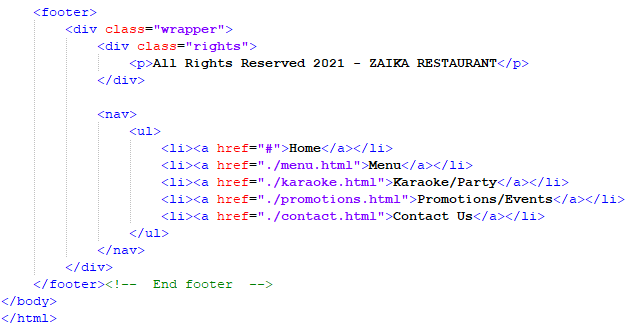 <footer>
<div class="wrapper">
<div class="rights">
<p>All Rights Reserved 2021 - ZAIKA RESTAURANT</p>
</div>
<nav>
<ul>
<li><a href="#">Home</a></li>
<li><a href="./menu.html">Menu</a></li>
<li><a href="./karaoke.html">Karaoke/Party</a></li>
<li><a href="./promotions.html">Promotions/Events</a></li>
<li><a href="./contact.html">Contact Us</a></li>
</ul>
</nav>
</div>
</footer><!--  End footer  -->
</body>
</html>